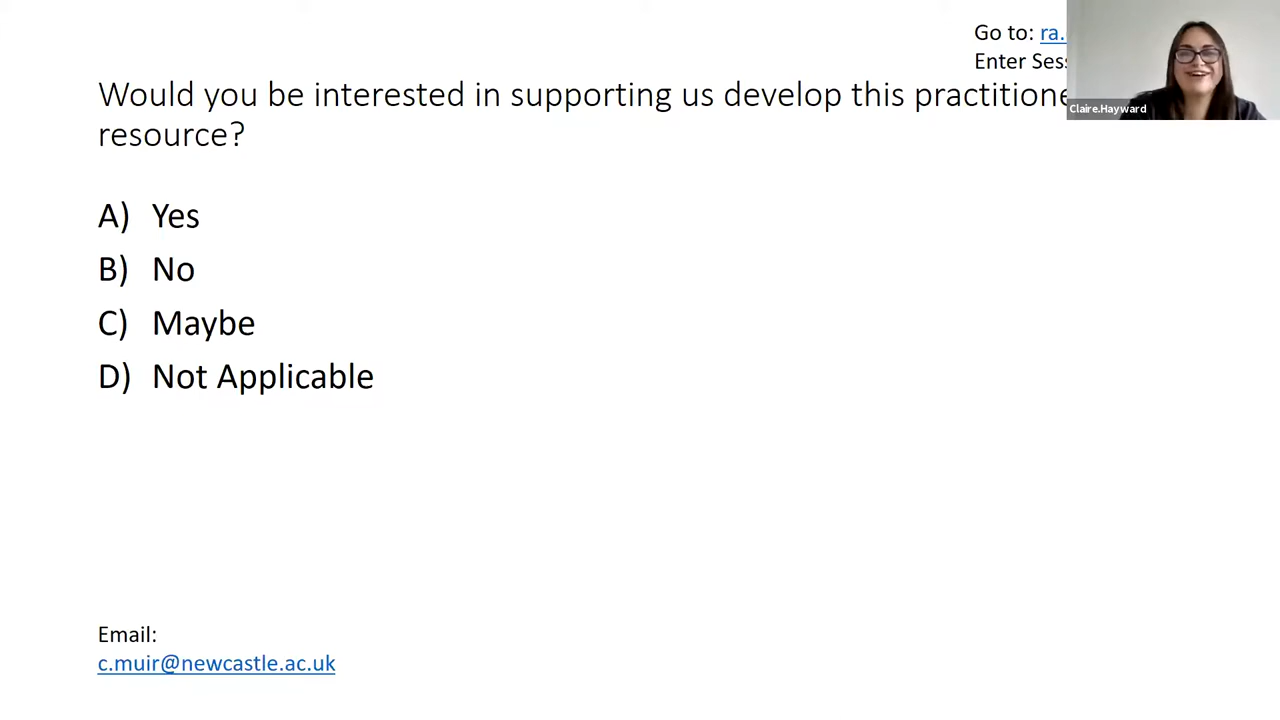 Go to: ra.
Enter Sess
Would you be interested in supporting us develop this practitione
resource?
Claire.Hayward
A) Yes
B) No
C) Maybe
D) Not Applicable
Email:
c.muir@newcastle.ac.uk